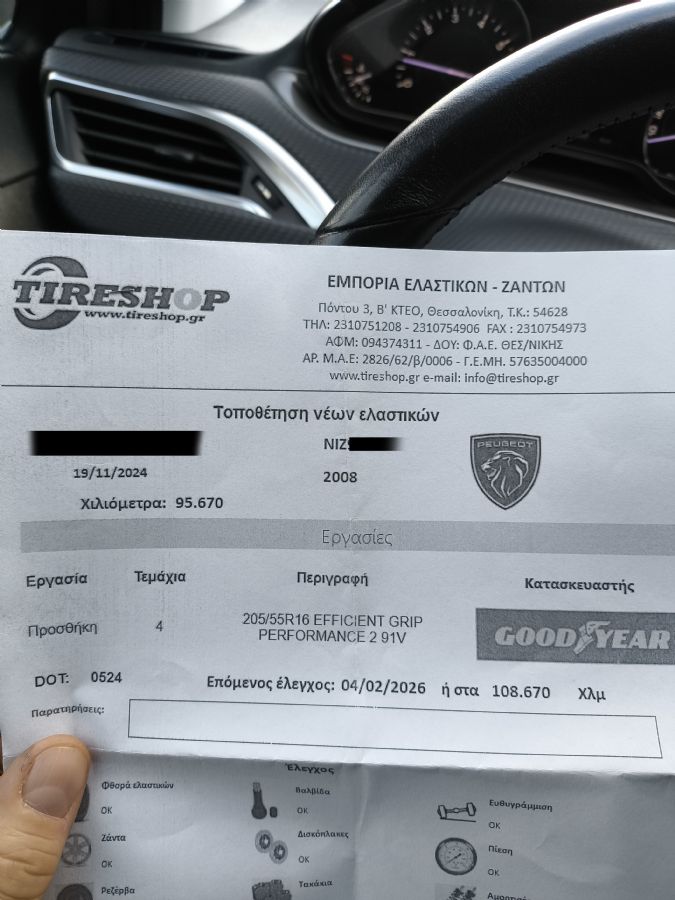 TIRESHOP
www.tireshop.gr
ΕΜΠΟΡΙΑ ΕΛΑΣΤΙΚΩΝ - ΖΑΝΤΩΝ
Πόντου 3, Β' ΚΤΕΟ, Θεσσαλονίκη, Τ.Κ.: 54628
ΤΗΛ: 2310751208 - 2310754906 FAX : 2310754973
ΑΦΜ: 094374311 - ΔΟΥ: Φ.Α.Ε. ΘΕΣ/ΝΙΚΗΣ
ΑΡ. Μ.Α.Ε: 2826/62/β/0006 - Γ.Ε.ΜΗ. 57635004000
www.tireshop.gr e-mail: info@tireshop.gr
Τοποθέτηση νέων ελαστικών
NIZ
PEUGEOT
19/11/2024
2008
Χιλιόμετρα: 95.670
Εργασίες
Εργασία Τεμάχια Περιγραφή Κατασκευαστής
Προσθήκη 4 205/55R16 EFFICIENT GRIP
PERFORMANCE 2 91V
GOODYEAR
DOT: 0524 Επόμενος έλεγχος: 04/02/2026 ή στα 108.670 Χλμ
Παρατηρήσεις:
Έλεγχος
Φθορά ελαστικών Βαλβίδα Ευθυγράμμιση
OK OK OK
Ζάντα Δισκόπλακες Πίεση
OK OK OK
Ρεζέρβα Τακάκια